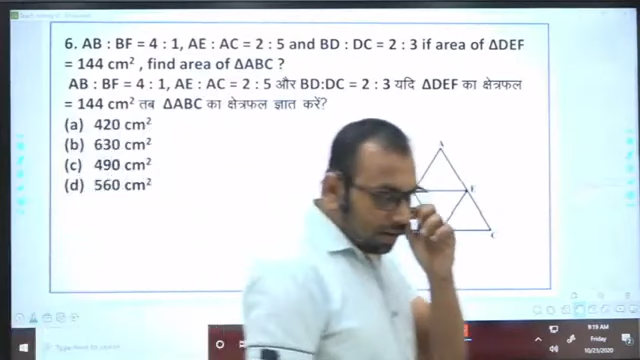 6. AB : BF = 4 : 1, AE : AC = 2 : 5 and BD : DC = 2 : 3 if area of ΔDEF
= 144 cm² , find area of ΔABC ?
AB : BF = 4 : 1, AE : AC = 2 : 5 और BD:DC = 2 : 3 यदि ΔDEF का क्षेत्रफल
= 144 cm² तब ΔABC का क्षेत्रफल ज्ञात करें?
(a) 420 cm²
(b) 630 cm²
(c) 490 cm²
(d) 560 cm²
A
E
C
9:19 AM
Friday
10/23/2020